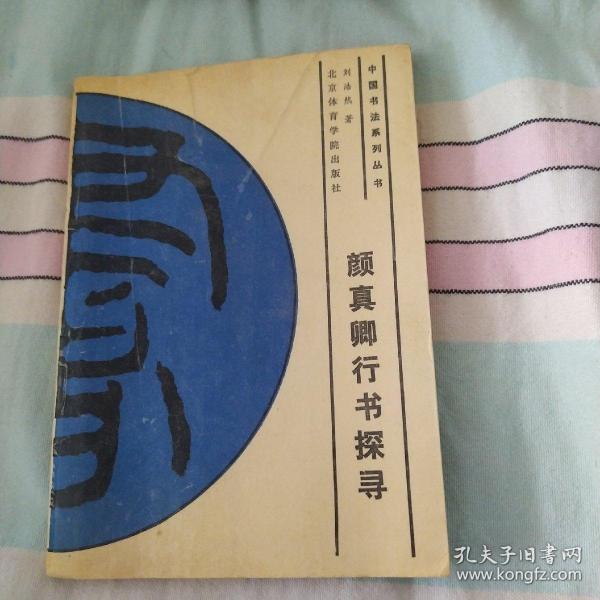 中国书法系列丛书
刘浩然 著
北京体育学院出版社
颜真卿行书探寻
孔夫子旧书网
www.kongfz.com